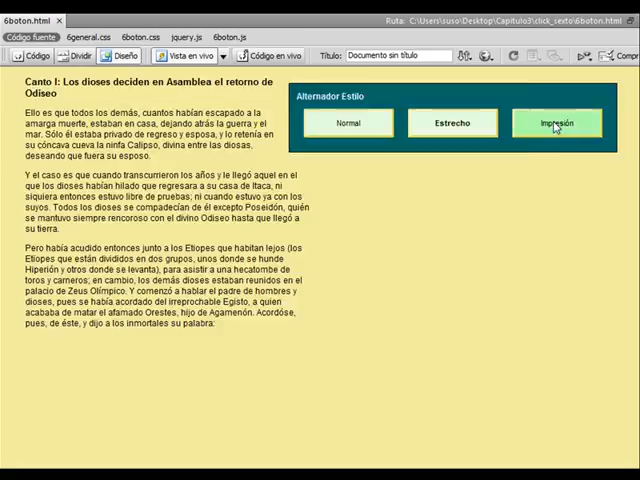 6boton.html
Ruta: C:\Users\suso\Desktop\Capitulo3\click_sexto\6boton.html
Código fuente 6general.css 6boton.css jquery.js 6boton.js
Código Dividir Diseño Vista en vivo Código en vivo Título: Documento sin título Compr
Canto I: Los dioses deciden en Asamblea el retorno de
Odiseo
Ello es que todos los demás, cuantos habían escapado a la
amarga muerte, estaban en casa, dejando atrás la guerra y el
mar. Sólo él estaba privado de regreso y esposa, y lo retenía en
su cóncava cueva la ninfa Calipso, divina entre las diosas,
deseando que fuera su esposo.
Y el caso es que cuando transcurrieron los años y le llegó aquel en el
que los dioses habían hilado que regresara a su casa de Itaca, ni
siquiera entonces estuvo libre de pruebas; ni cuando estuvo ya con los
suyos. Todos los dioses se compadecían de él excepto Poseidón, quién
se mantuvo siempre rencoroso con el divino Odiseo hasta que llegó a
su tierra.
Pero había acudido entonces junto a los Etiopes que habitan lejos (los
Etiopes que están divididos en dos grupos, unos donde se hunde
Hiperión y otros donde se levanta), para asistir a una hecatombe de
toros y carneros; en cambio, los demás dioses estaban reunidos en el
palacio de Zeus Olímpico. Y comenzó a hablar el padre de hombres y
dioses, pues se había acordado del irreprochable Egisto, a quien
acababa de matar el afamado Orestes, hijo de Agamenón. Acordóse,
pues, de éste, y dijo a los inmortales su palabra:
Alternador Estilo
Normal Estrecho Impresión